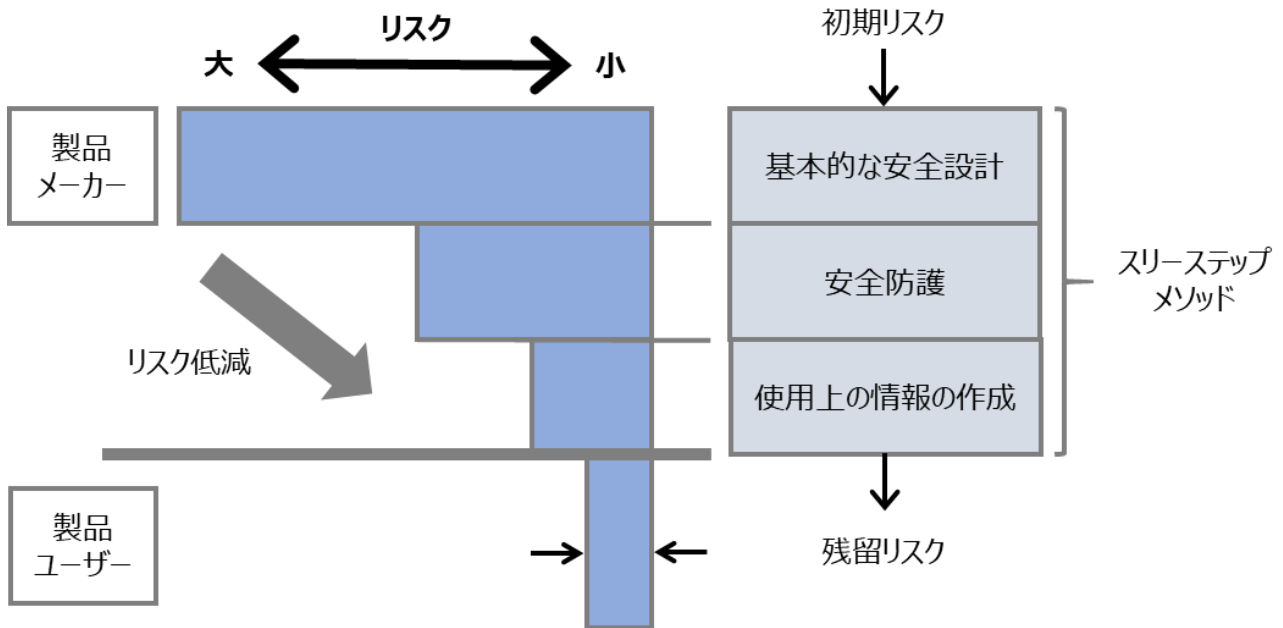 リスク
大
小
初期リスク
製品
メーカー
基本的な安全設計
安全防護
スリーステップ
メソッド
リスク低減
使用上の情報の作成
製品
ユーザー
残留リスク